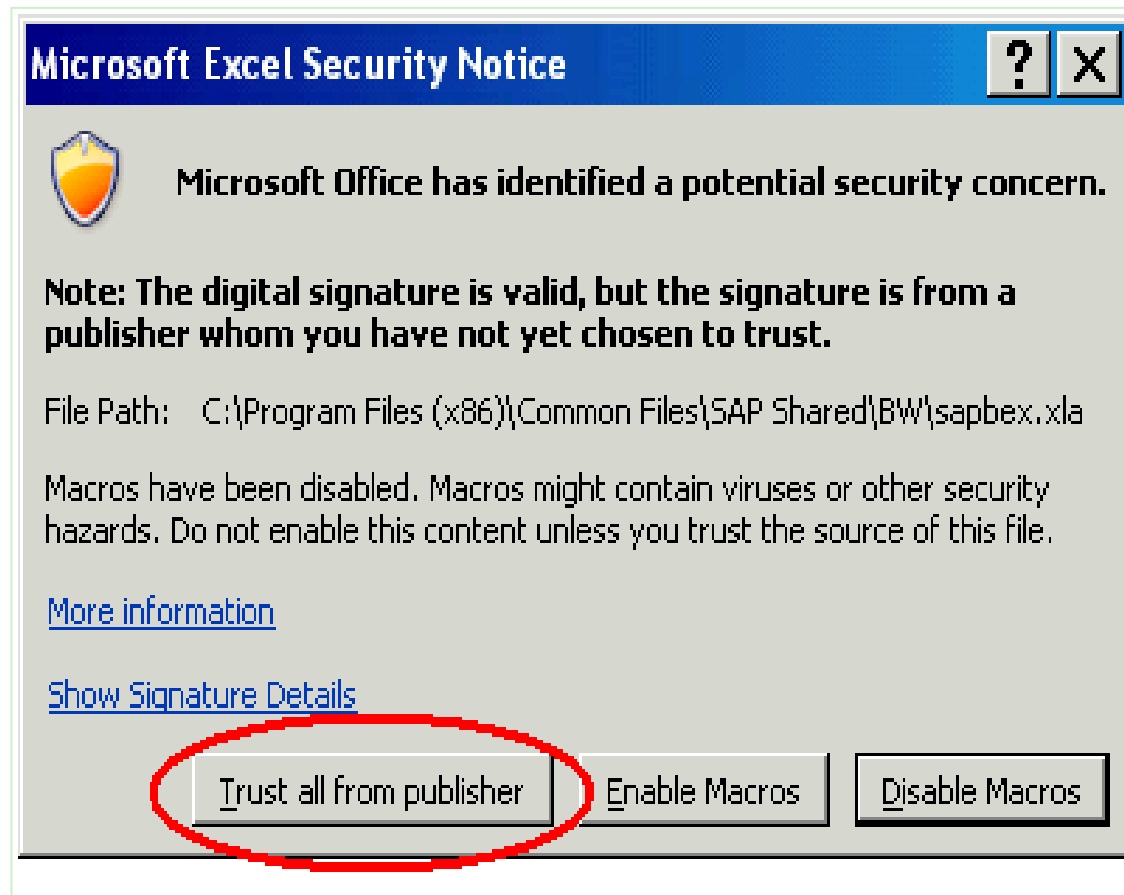 Microsoft Excel Security Notice
Microsoft Office has identified a potential security concern.
Note: The digital signature is valid, but the signature is from a
publisher whom you have not yet chosen to trust.
File Path: C:\Program Files (x86)\Common Files\SAP Shared\BW\sapbex.xla
Macros have been disabled. Macros might contain viruses or other security
hazards. Do not enable this content unless you trust the source of this file.
More information
Show Signature Details
Trust all from publisher Enable Macros Disable Macros